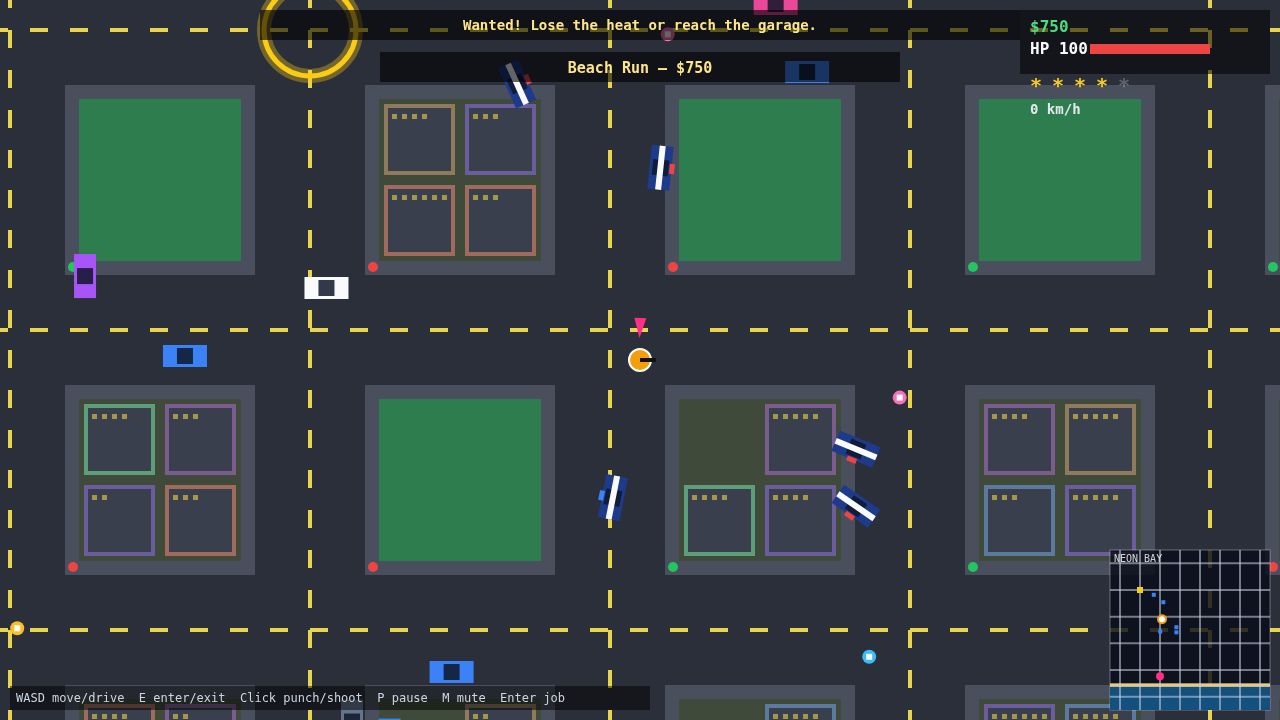 Wanted! Lose the heat or reach the garage.
$750
HP 100
Beach Run — $750
★ ★ ★ ★ ★
0 km/h
NEON BAY
WASD move/drive E enter/exit Click punch/shoot P pause M mute Enter job